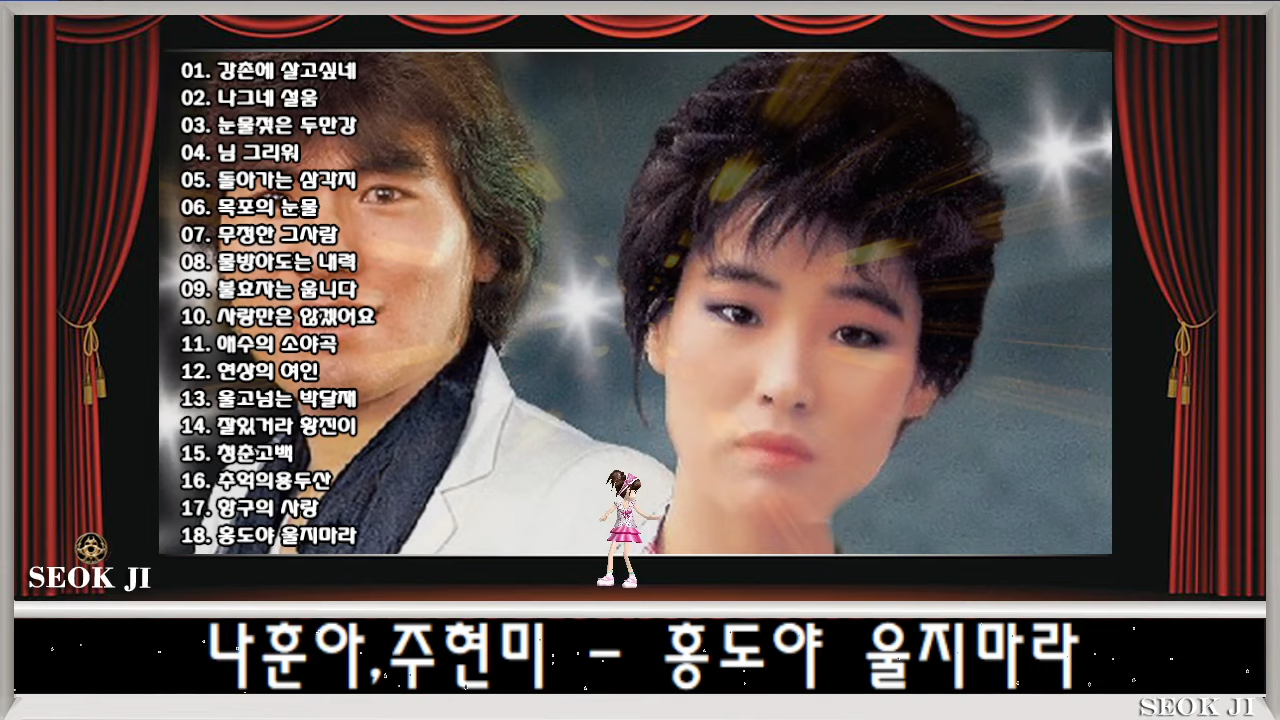 01. 강촌에 살고싶네
02. 나그네 설움
03. 눈물젖은 두만강
04. 님 그리워
05. 돌아가는 삼각지
06. 목포의 눈물
07. 무정한 그사람
08. 물방아도는 내력
09. 불효자는 웁니다
10. 사랑만은 않겠어요
11. 애수의 소야곡
12. 연상의 여인
13. 울고넘는 박달재
14. 잘있거라 황진이
15. 청춘고백
16. 추억의용두산
17. 항구의 사랑
18. 홍도야 울지마라
SEOK JI
나훈아,주현미 - 홍도야 울지마라
SEOK JI